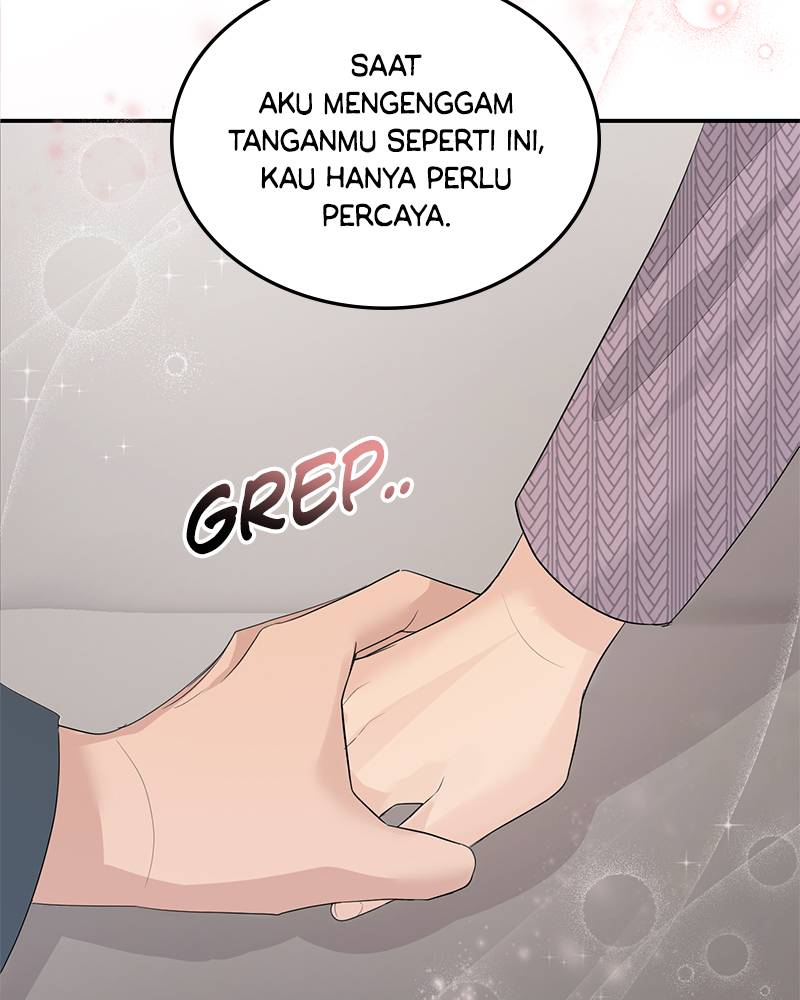 SAAT
AKU MENGENGGAM
TANGANMU SEPERTI INI,
KAU HANYA PERLU
PERCAYA.
GREP..